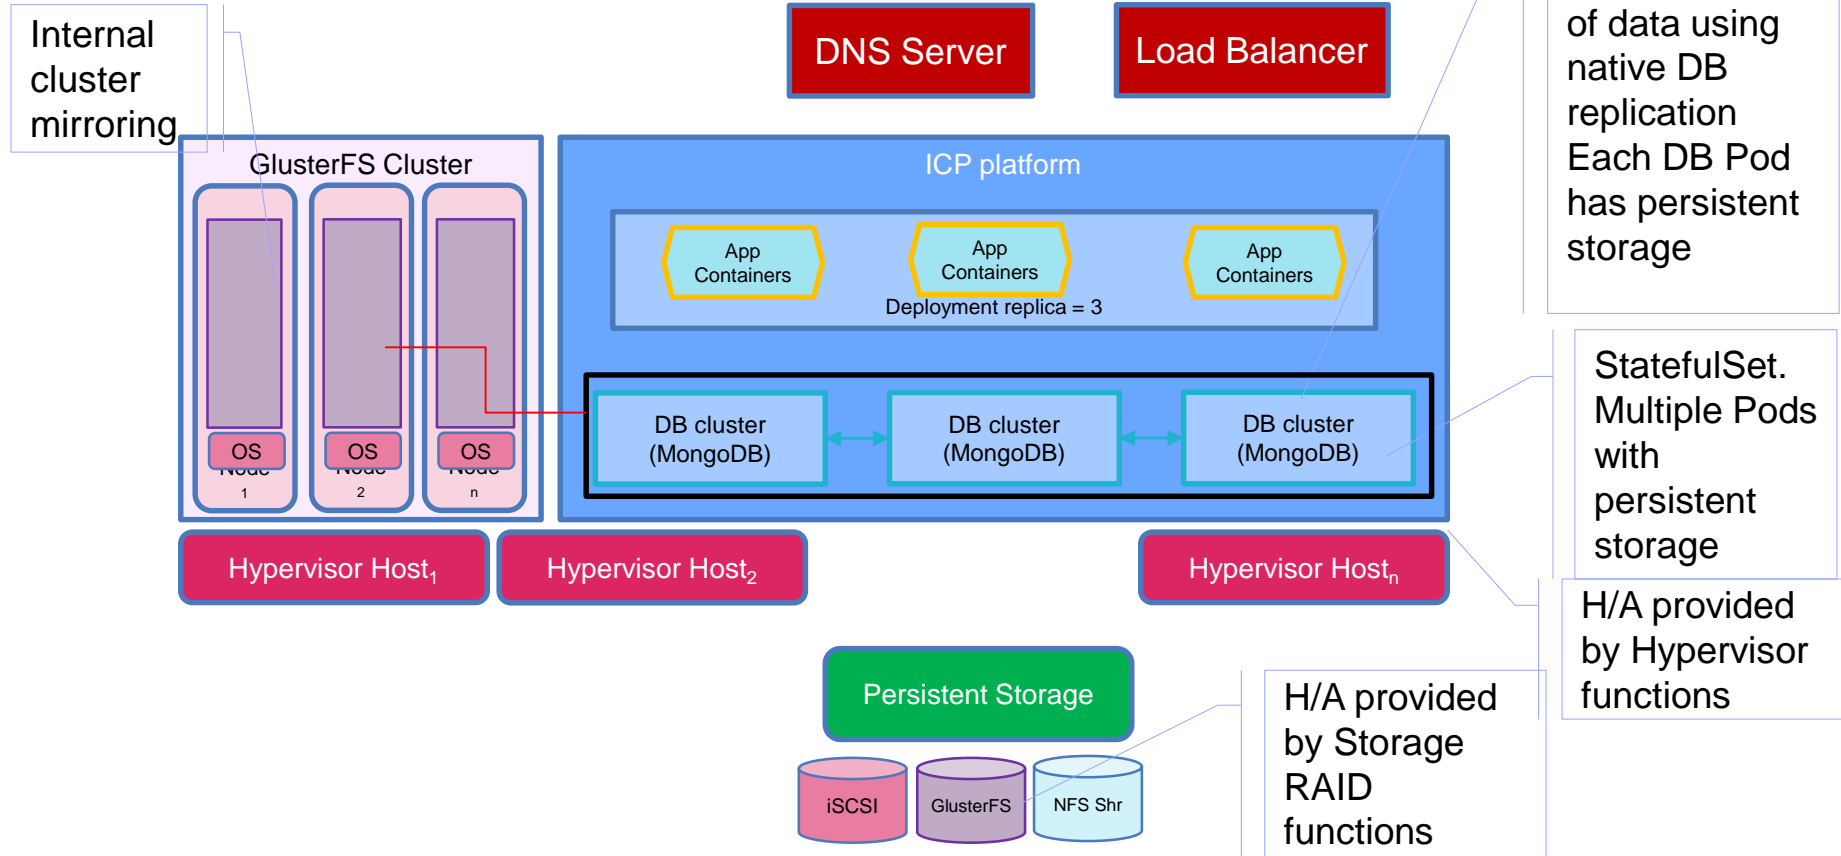 Internal
cluster
mirroring
DNS Server
Load Balancer
of data using
native DB
replication
Each DB Pod
has persistent
storage
GlusterFS Cluster
OS
Node
1
OS
Node
2
OS
Node
n
ICP platform
App
Containers
App
Containers
App
Containers
Deployment replica = 3
DB cluster
(MongoDB)
DB cluster
(MongoDB)
DB cluster
(MongoDB)
StatefulSet.
Multiple Pods
with
persistent
storage
Hypervisor Host1
Hypervisor Host2
Hypervisor Hostn
H/A provided
by Hypervisor
functions
Persistent Storage
iSCSI
GlusterFS
NFS Shr
H/A provided
by Storage
RAID
functions